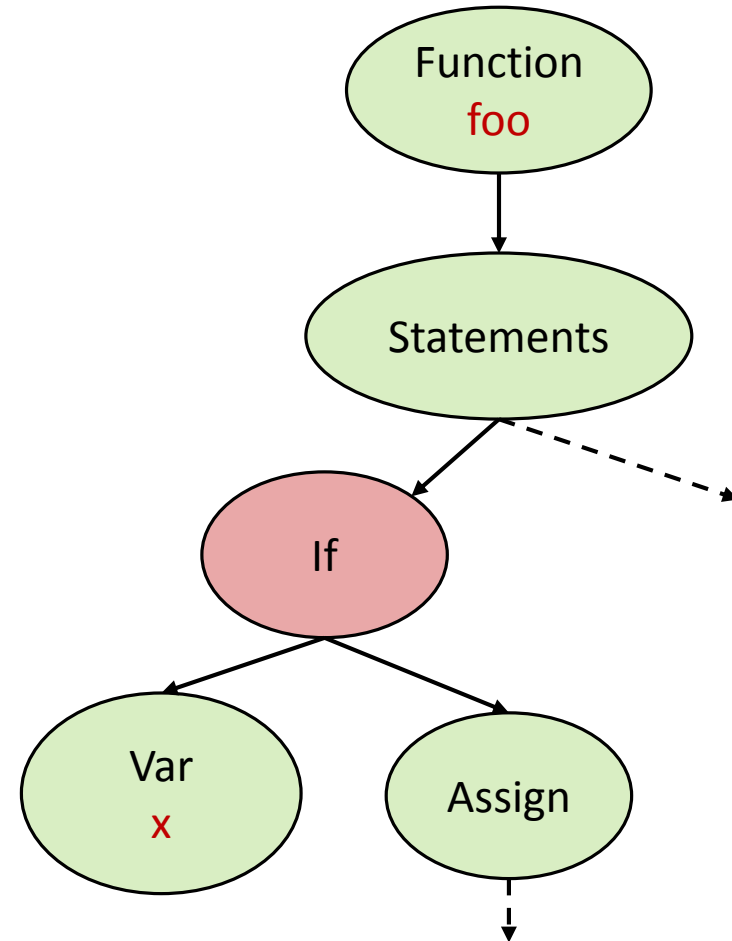 Function
foo
Statements
If
Var
x
Assign